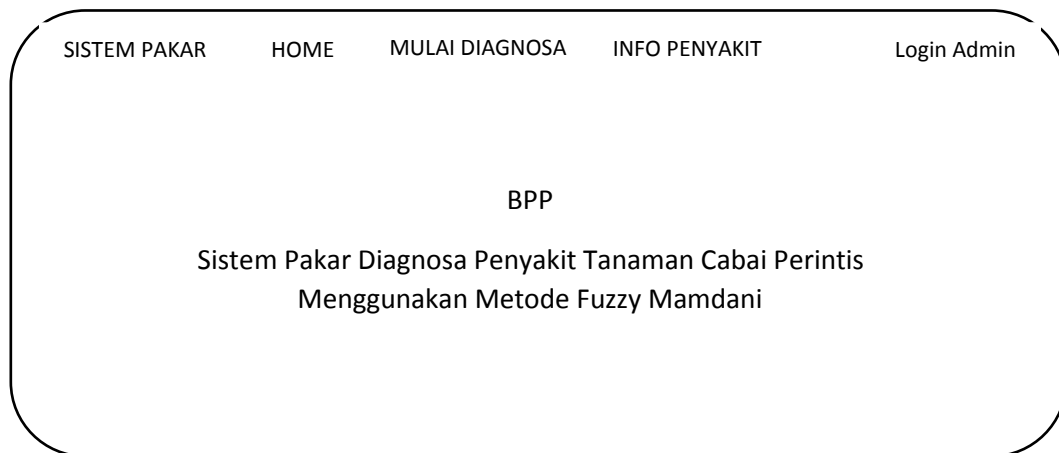 SISTEM PAKAR HOME MULAI DIAGNOSA INFO PENYAKIT Login Admin
BPP
Sistem Pakar Diagnosa Penyakit Tanaman Cabai Perintis
Menggunakan Metode Fuzzy Mamdani